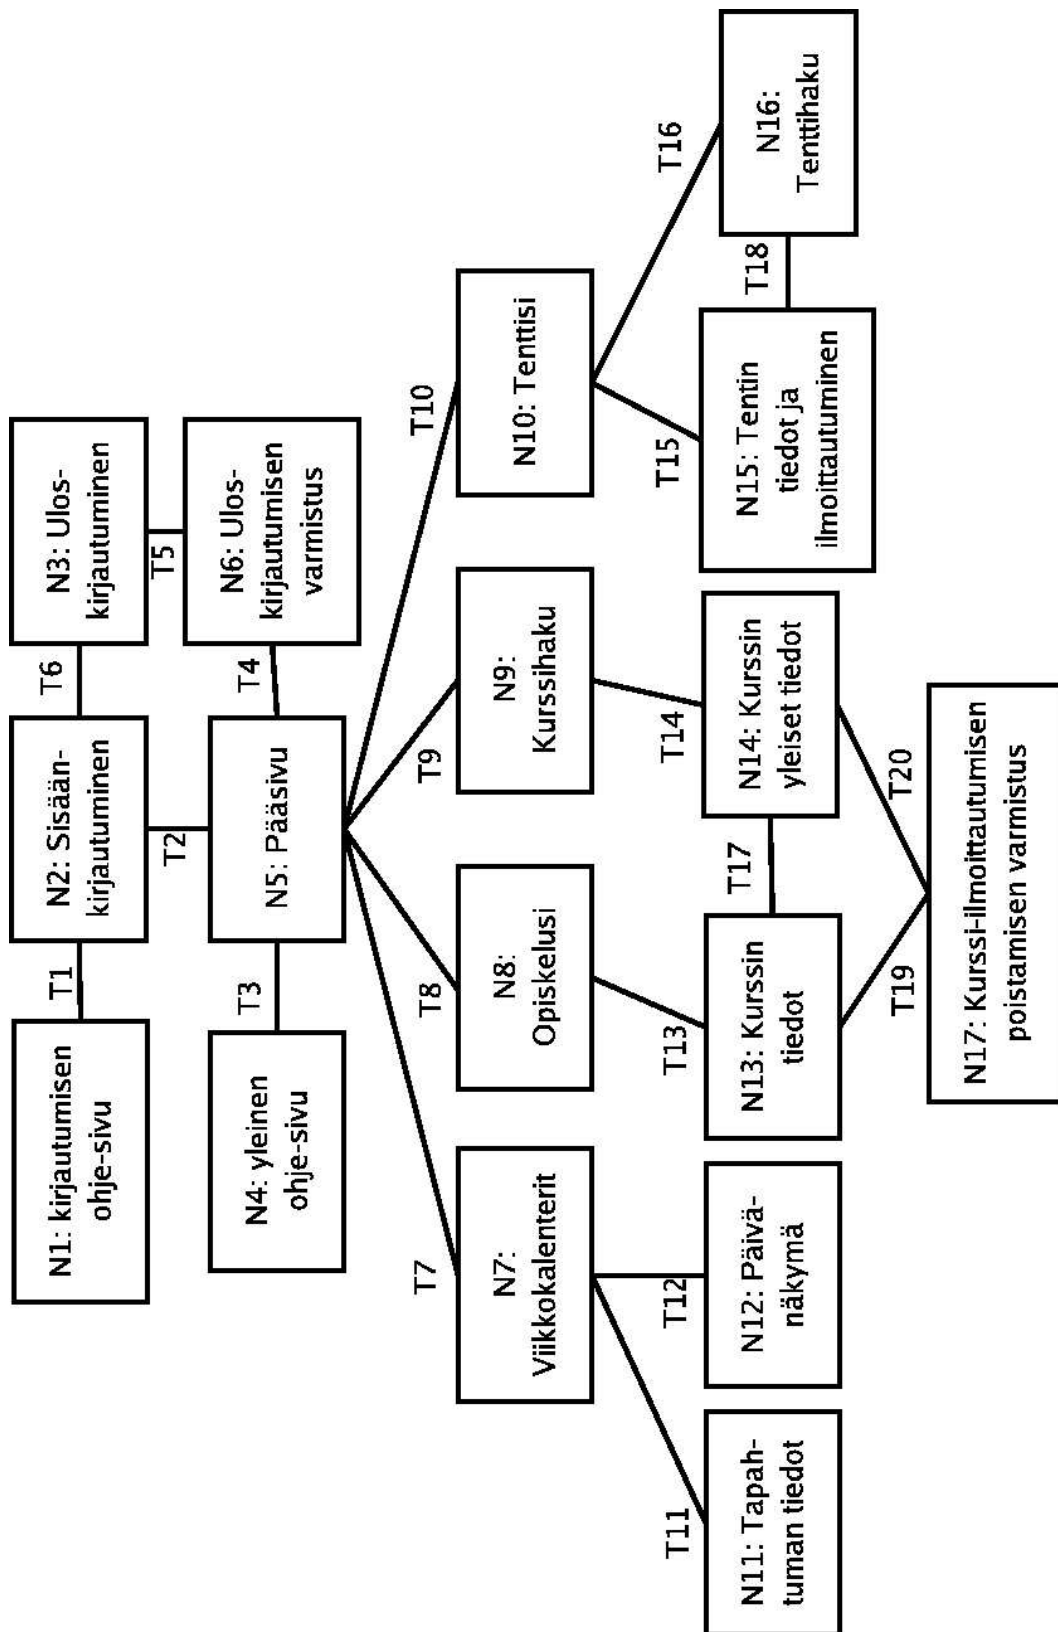 N1: kirjautumisen
ohje-sivu
T1
N2: Sisään-
kirjautuminen
T6
N3: Ulos-
kirjautuminen
T2
T5
N4: yleinen
ohje-sivu
T3
N5: Pääsivu
T4
N6: Ulos-
kirjautumisen
varmistus
T7
T8
T9
T10
N7:
Viikkokalenterit
N8:
Opiskelusi
N9:
Kurssihaku
N10: Tenttisi
T11
T12
T13
T14
T15
T16
N11: Tapah-
tuman tiedot
N12: Päivä-
näkymä
N13: Kurssin
tiedot
T17
N14: Kurssin
yleiset tiedot
N15: Tentin
tiedot ja
ilmoittautuminen
T18
N16:
Tenttihaku
T19
T20
N17: Kurssi-ilmoittautumisen
poistamisen varmistus